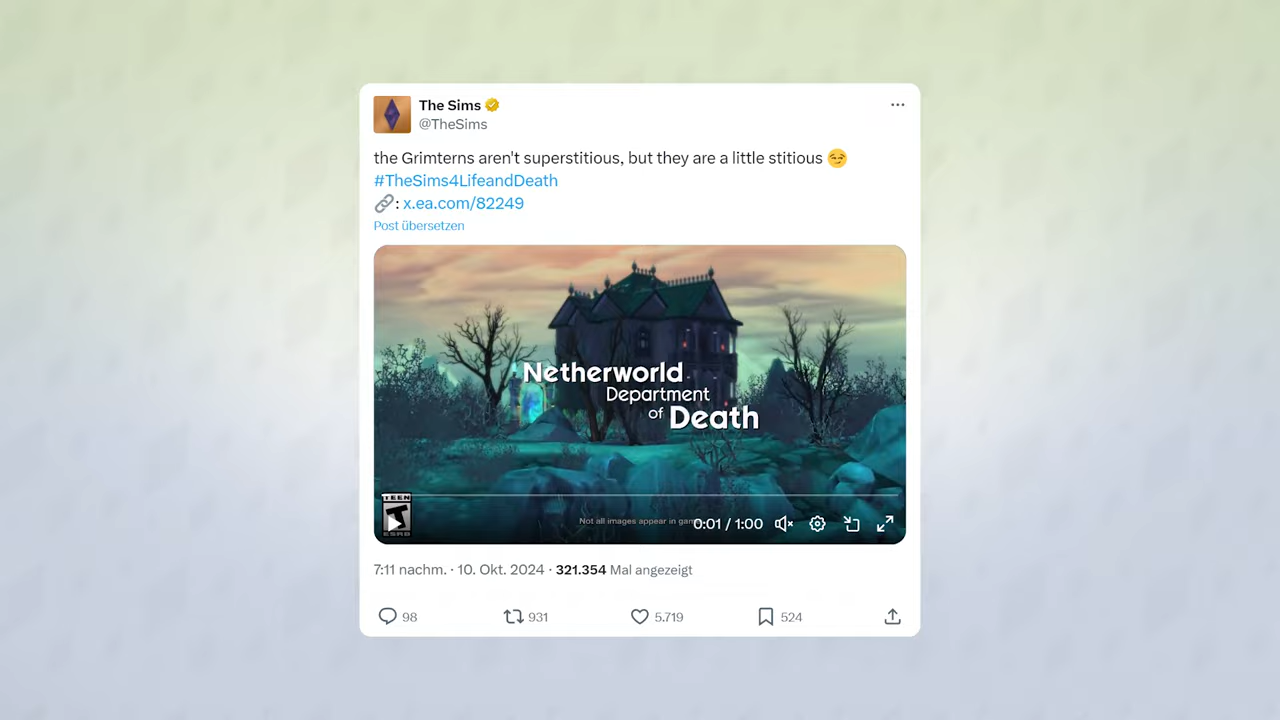 The Sims
@TheSims
the Grimterns aren't superstitious, but they are a little stitious 😏
#TheSims4LifeandDeath
🔗: x.ea.com/82249
Post übersetzen
Netherworld
Department
of Death
TEEN
T
ESRB
Not all images appear in gam
0:01 / 1:00
7:11 nachm. · 10. Okt. 2024 · 321.354 Mal angezeigt
98 931 5.719 524